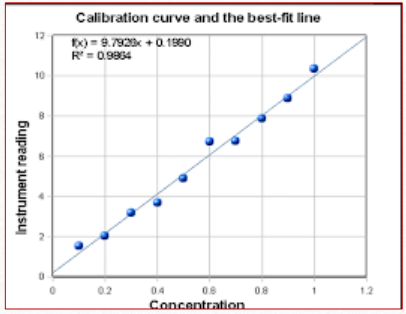 Calibration curve and the best-fit line
f(x) = 9.7926x + 0.1990
R² = 0.9864
Instrument reading
12
10
8
6
4
2
0
0 0.2 0.4 0.6 0.8 1 1.2
Concentration